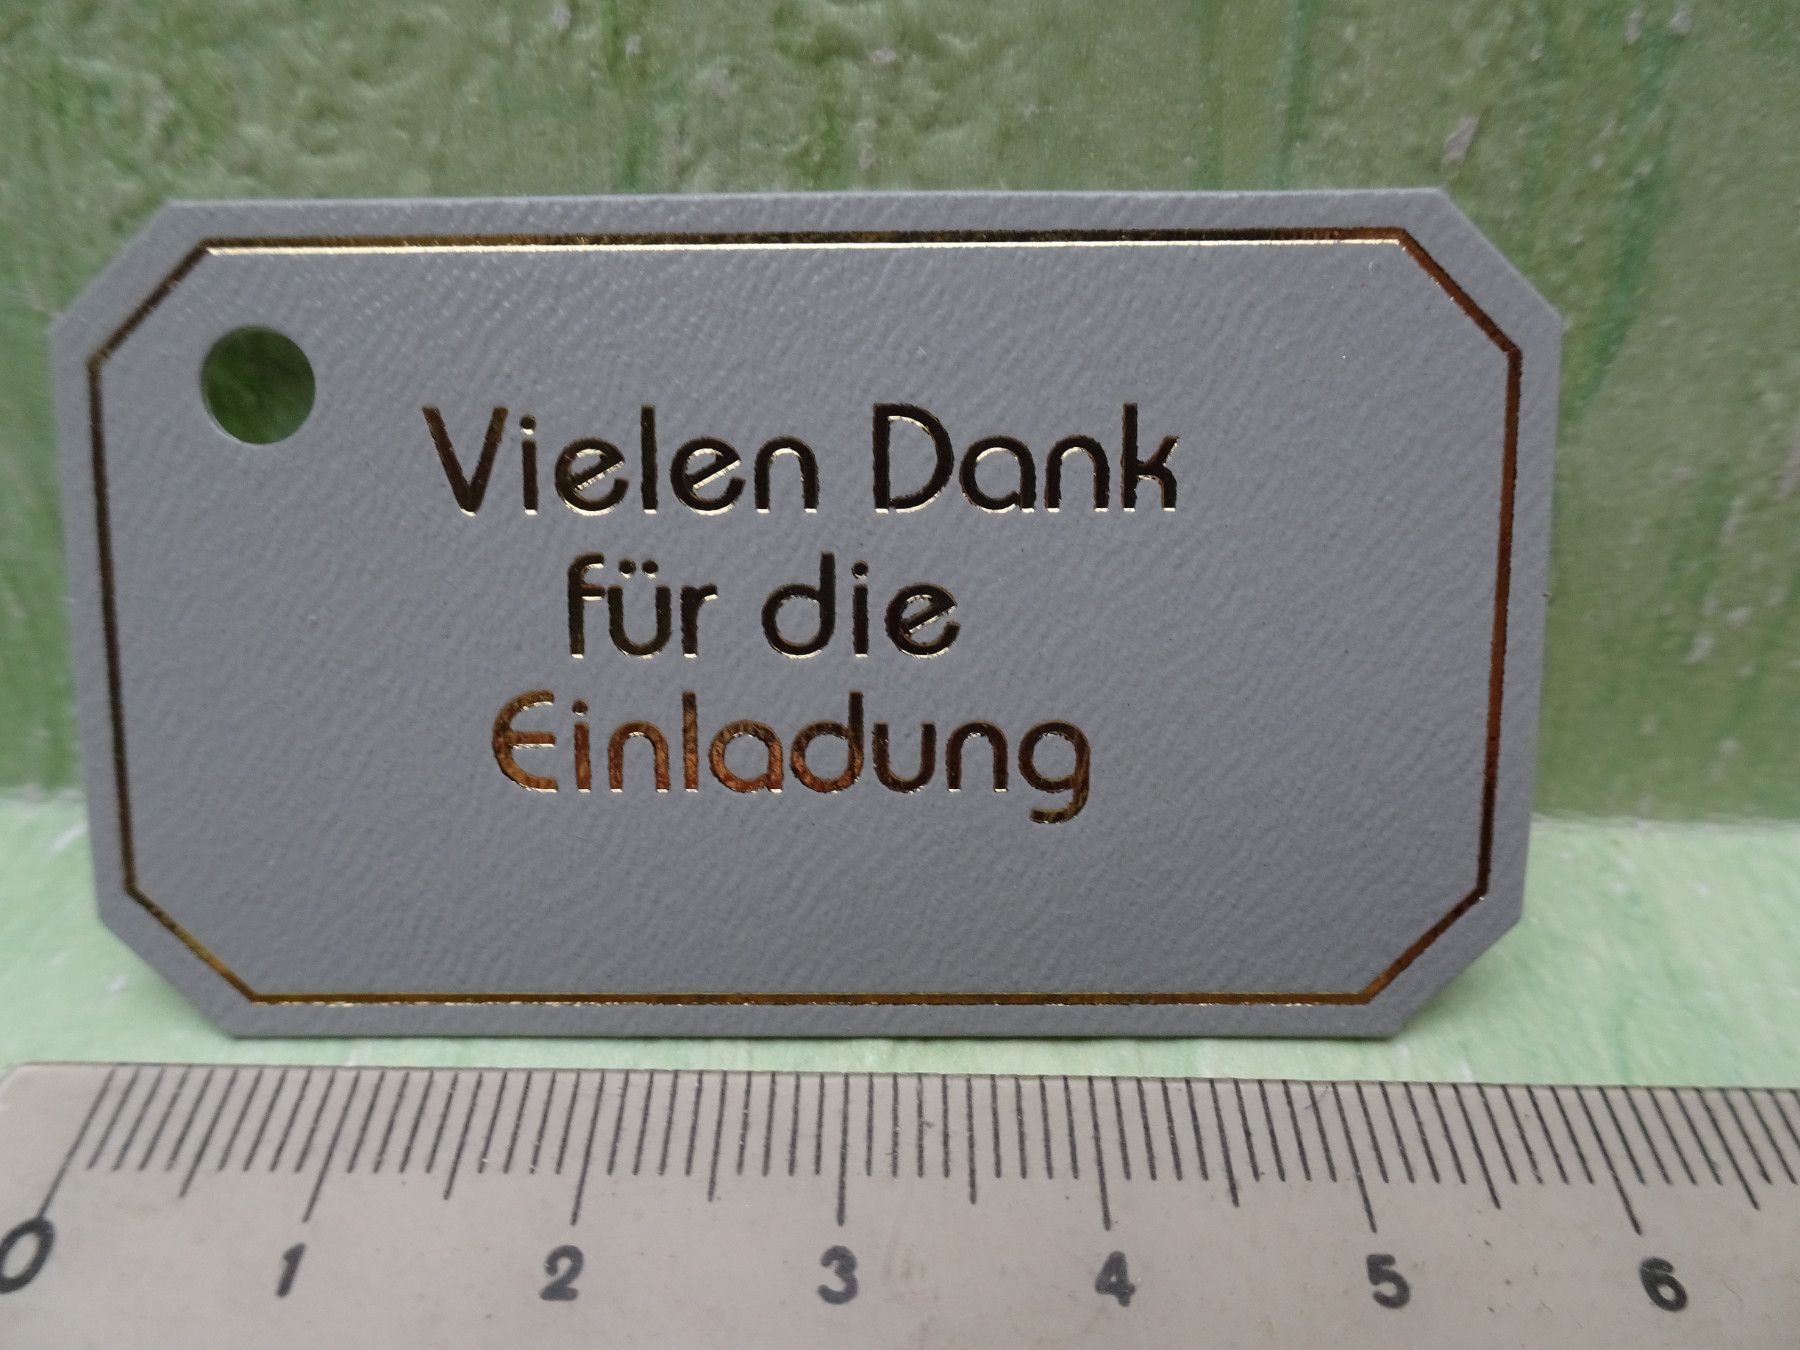 Vielen Dank
für die
Einladung
0 1 2 3 4 5 6